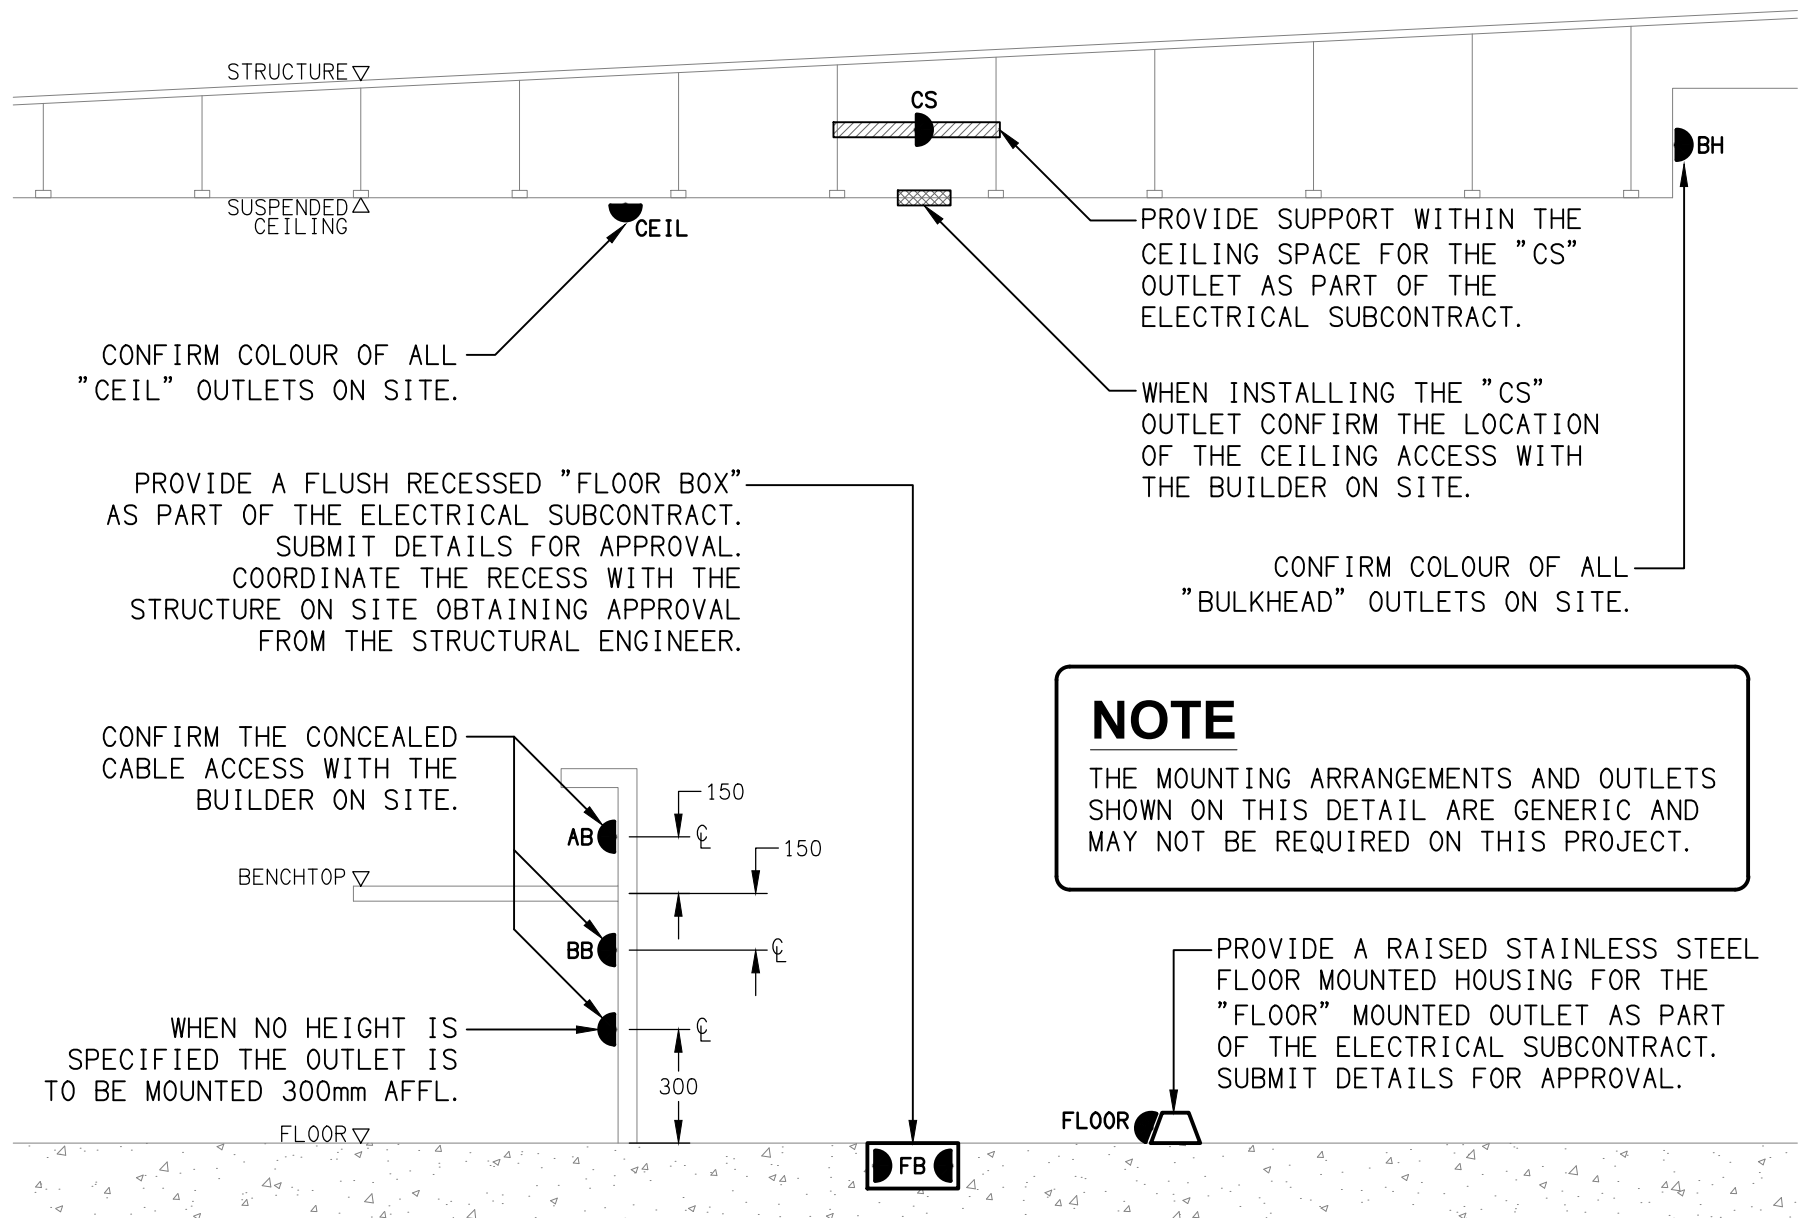 STRUCTURE
CS
BH
SUSPENDED
CEILING
CEIL
PROVIDE SUPPORT WITHIN THE
CEILING SPACE FOR THE "CS"
OUTLET AS PART OF THE
ELECTRICAL SUBCONTRACT.
CONFIRM COLOUR OF ALL
"CEIL" OUTLETS ON SITE.
WHEN INSTALLING THE "CS"
OUTLET CONFIRM THE LOCATION
OF THE CEILING ACCESS WITH
THE BUILDER ON SITE.
PROVIDE A FLUSH RECESSED "FLOOR BOX"
AS PART OF THE ELECTRICAL SUBCONTRACT.
SUBMIT DETAILS FOR APPROVAL.
COORDINATE THE RECESS WITH THE
STRUCTURE ON SITE OBTAINING APPROVAL
FROM THE STRUCTURAL ENGINEER.
CONFIRM COLOUR OF ALL
"BULKHEAD" OUTLETS ON SITE.
NOTE
THE MOUNTING ARRANGEMENTS AND OUTLETS
SHOWN ON THIS DETAIL ARE GENERIC AND
MAY NOT BE REQUIRED ON THIS PROJECT.
CONFIRM THE CONCEALED
CABLE ACCESS WITH THE
BUILDER ON SITE.
150
AB
℄
150
BENCHTOP
BB
℄
WHEN NO HEIGHT IS
SPECIFIED THE OUTLET IS
TO BE MOUNTED 300mm AFFL.
℄
300
FLOOR
PROVIDE A RAISED STAINLESS STEEL
FLOOR MOUNTED HOUSING FOR THE
"FLOOR" MOUNTED OUTLET AS PART
OF THE ELECTRICAL SUBCONTRACT.
SUBMIT DETAILS FOR APPROVAL.
FLOOR
FB